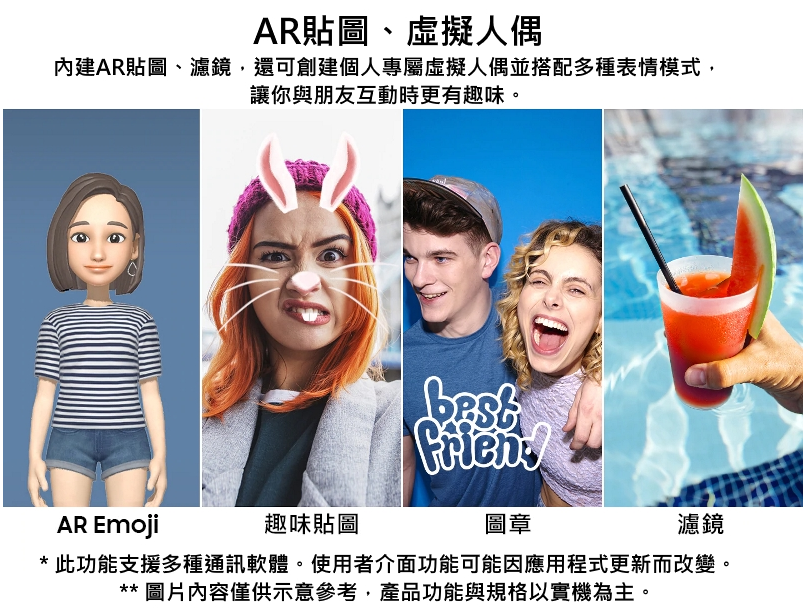 AR貼圖、虛擬人偶
內建AR貼圖、濾鏡，還可創建個人專屬虛擬人偶並搭配多種表情模式，
讓你與朋友互動時更有趣味。
best
friend
AR Emoji
趣味貼圖
圖章
濾鏡
* 此功能支援多種通訊軟體。使用者介面功能可能因應用程式更新而改變。
** 圖片內容僅供示意參考，產品功能與規格以實機為主。